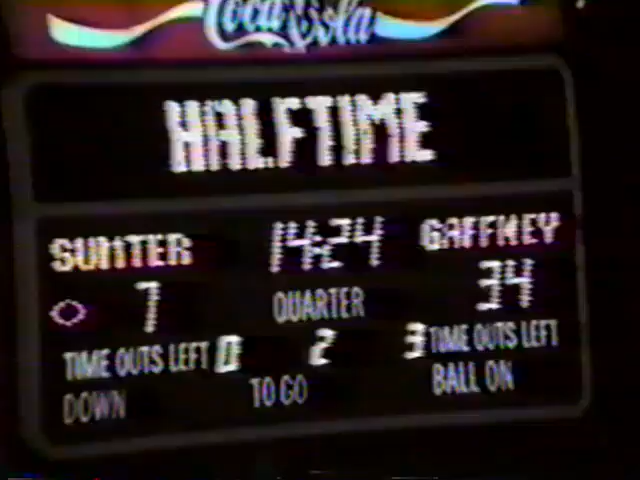 Coca-Cola
HALFTIME
SUMTER 14:24 GAFFNEY
7 QUARTER 34
TIME OUTS LEFT 0 2 3 TIME OUTS LEFT
DOWN TO GO BALL ON